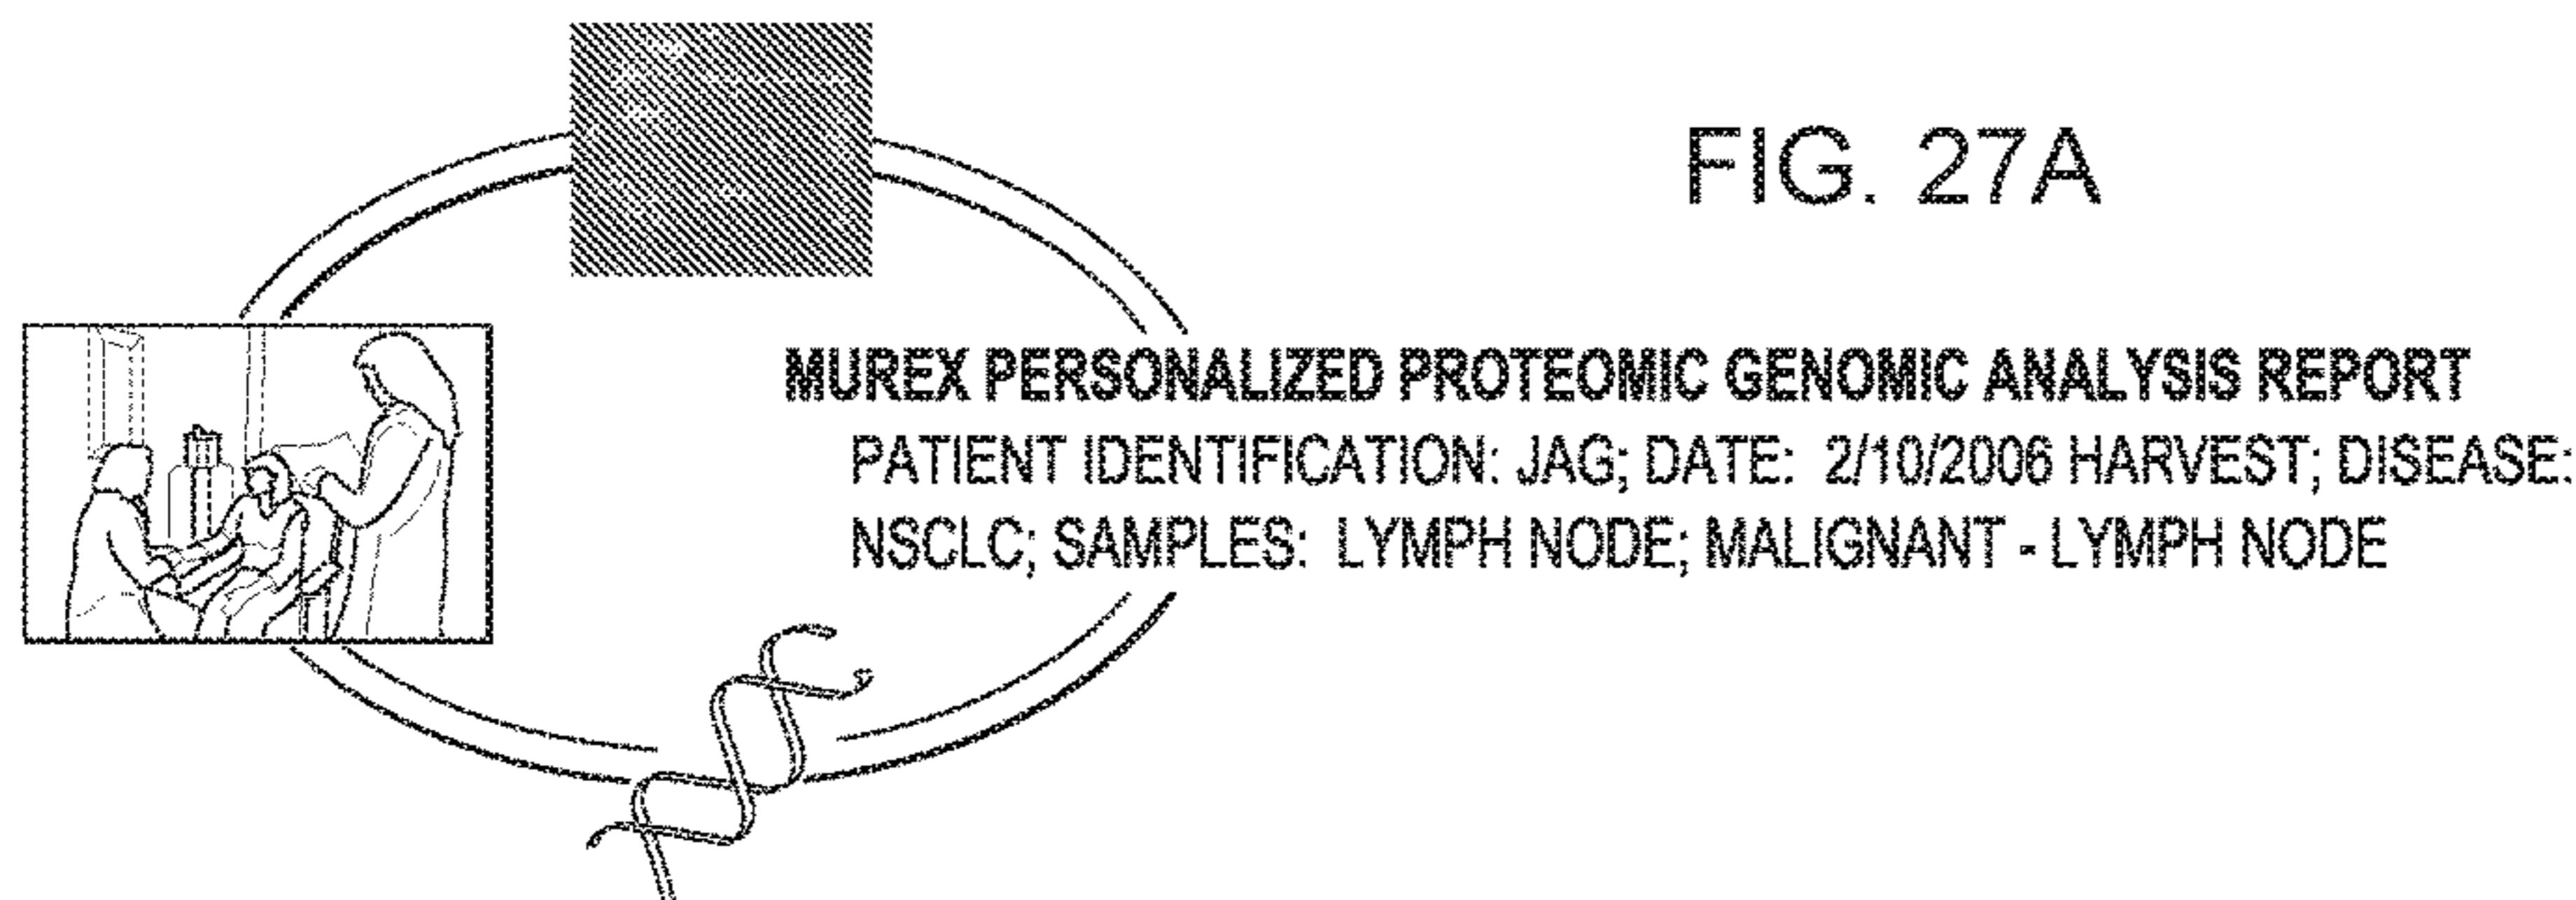 FIG. 27A
MUREX PERSONALIZED PROTEOMIC GENOMIC ANALYSIS REPORT
PATIENT IDENTIFICATION: JAG; DATE: 2/10/2006 HARVEST; DISEASE:
NSCLC; SAMPLES: LYMPH NODE; MALIGNANT - LYMPH NODE